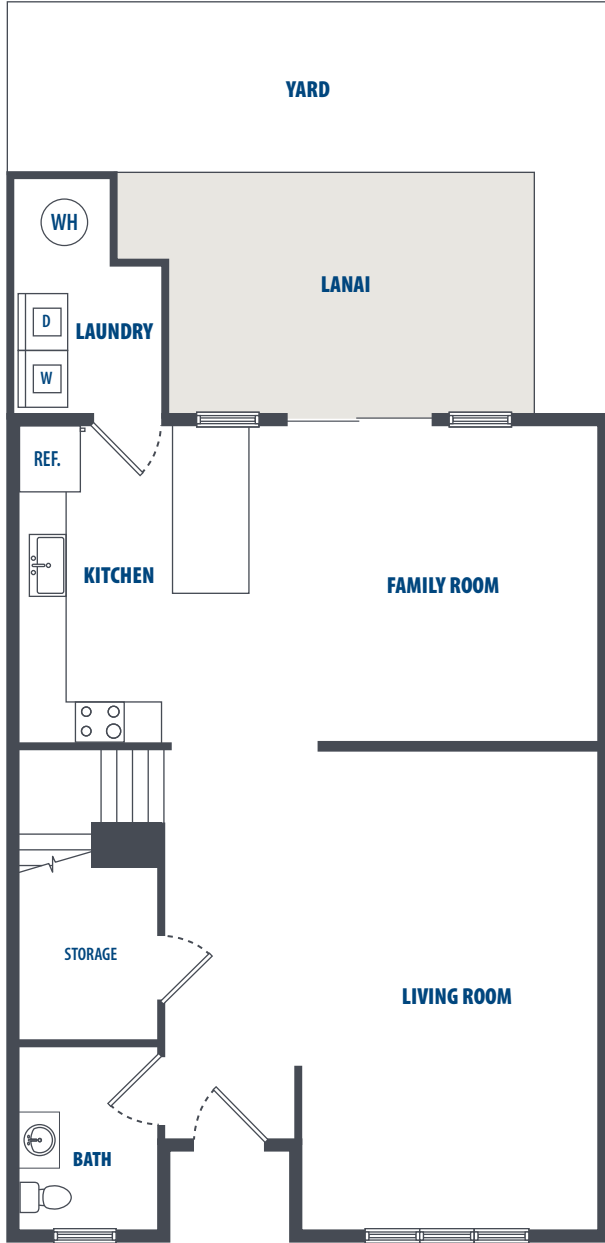 YARD
WH
LANAI
D
LAUNDRY
W
REF.
KITCHEN
FAMILY ROOM
STORAGE
LIVING ROOM
BATH